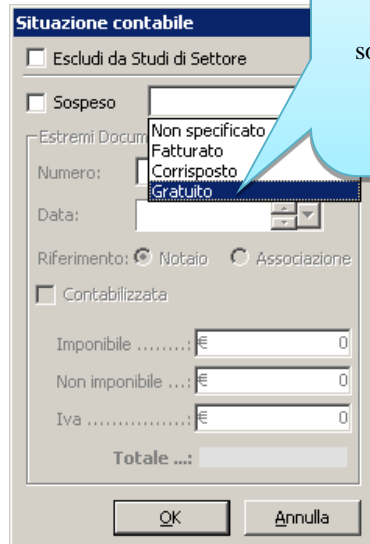 Situazione contabile
Escludi da Studi di Settore
so
Sospeso
Non specificato
Fatturato
Corrisposto
Gratuito
Estremi Docum
Numero:
Data:
Riferimento: Notaio Associazione
Contabilizzata
Imponibile ........: € 0
Non imponibile ...: € 0
Iva ................: € 0
Totale ...:
OK Annulla